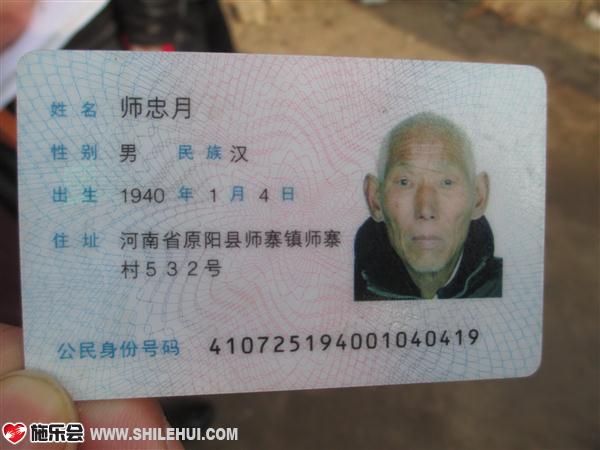 姓名 师忠月
性别 男 民族 汉
出生 1940 年 1 月 4 日
住址 河南省原阳县师寨镇师寨
村532号
公民身份号码 410725194001040419
施乐会 WWW.SHILEHUI.COM